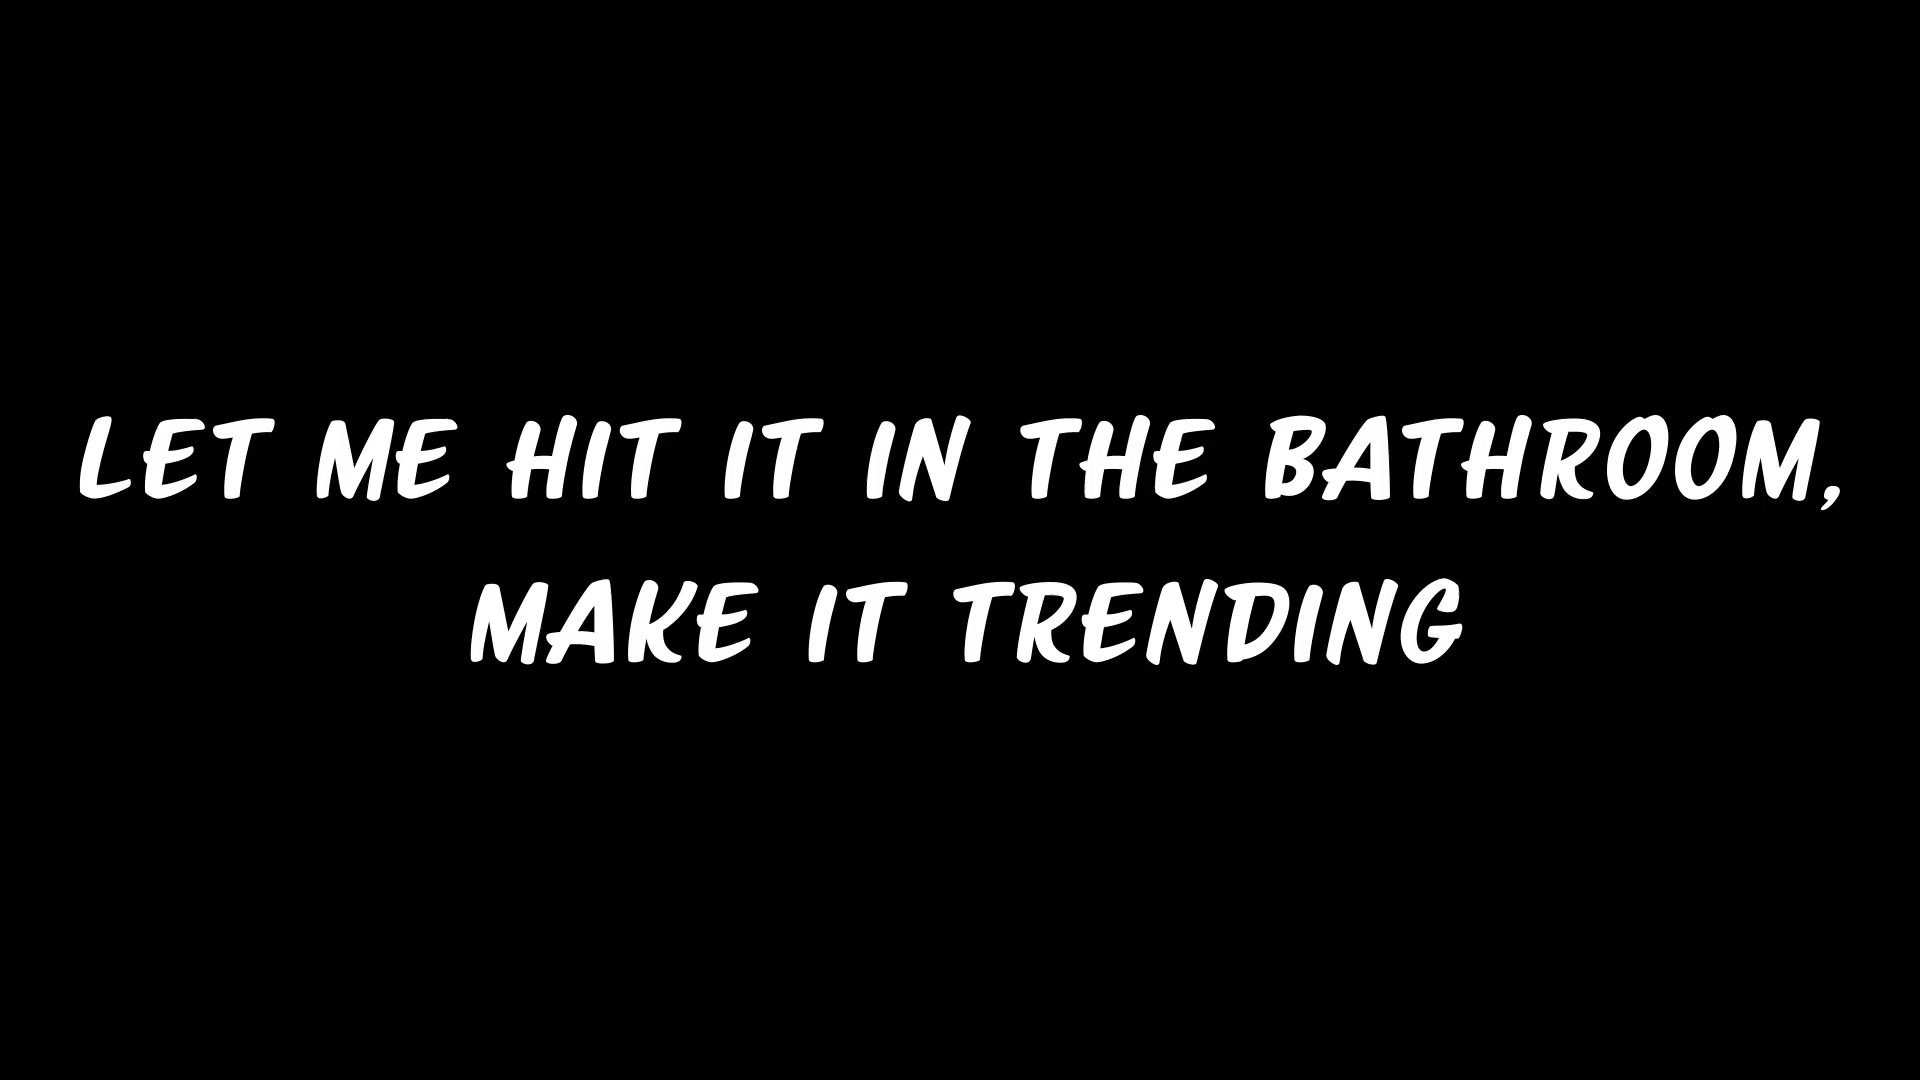 LET ME HIT IT IN THE BATHROOM,
MAKE IT TRENDING